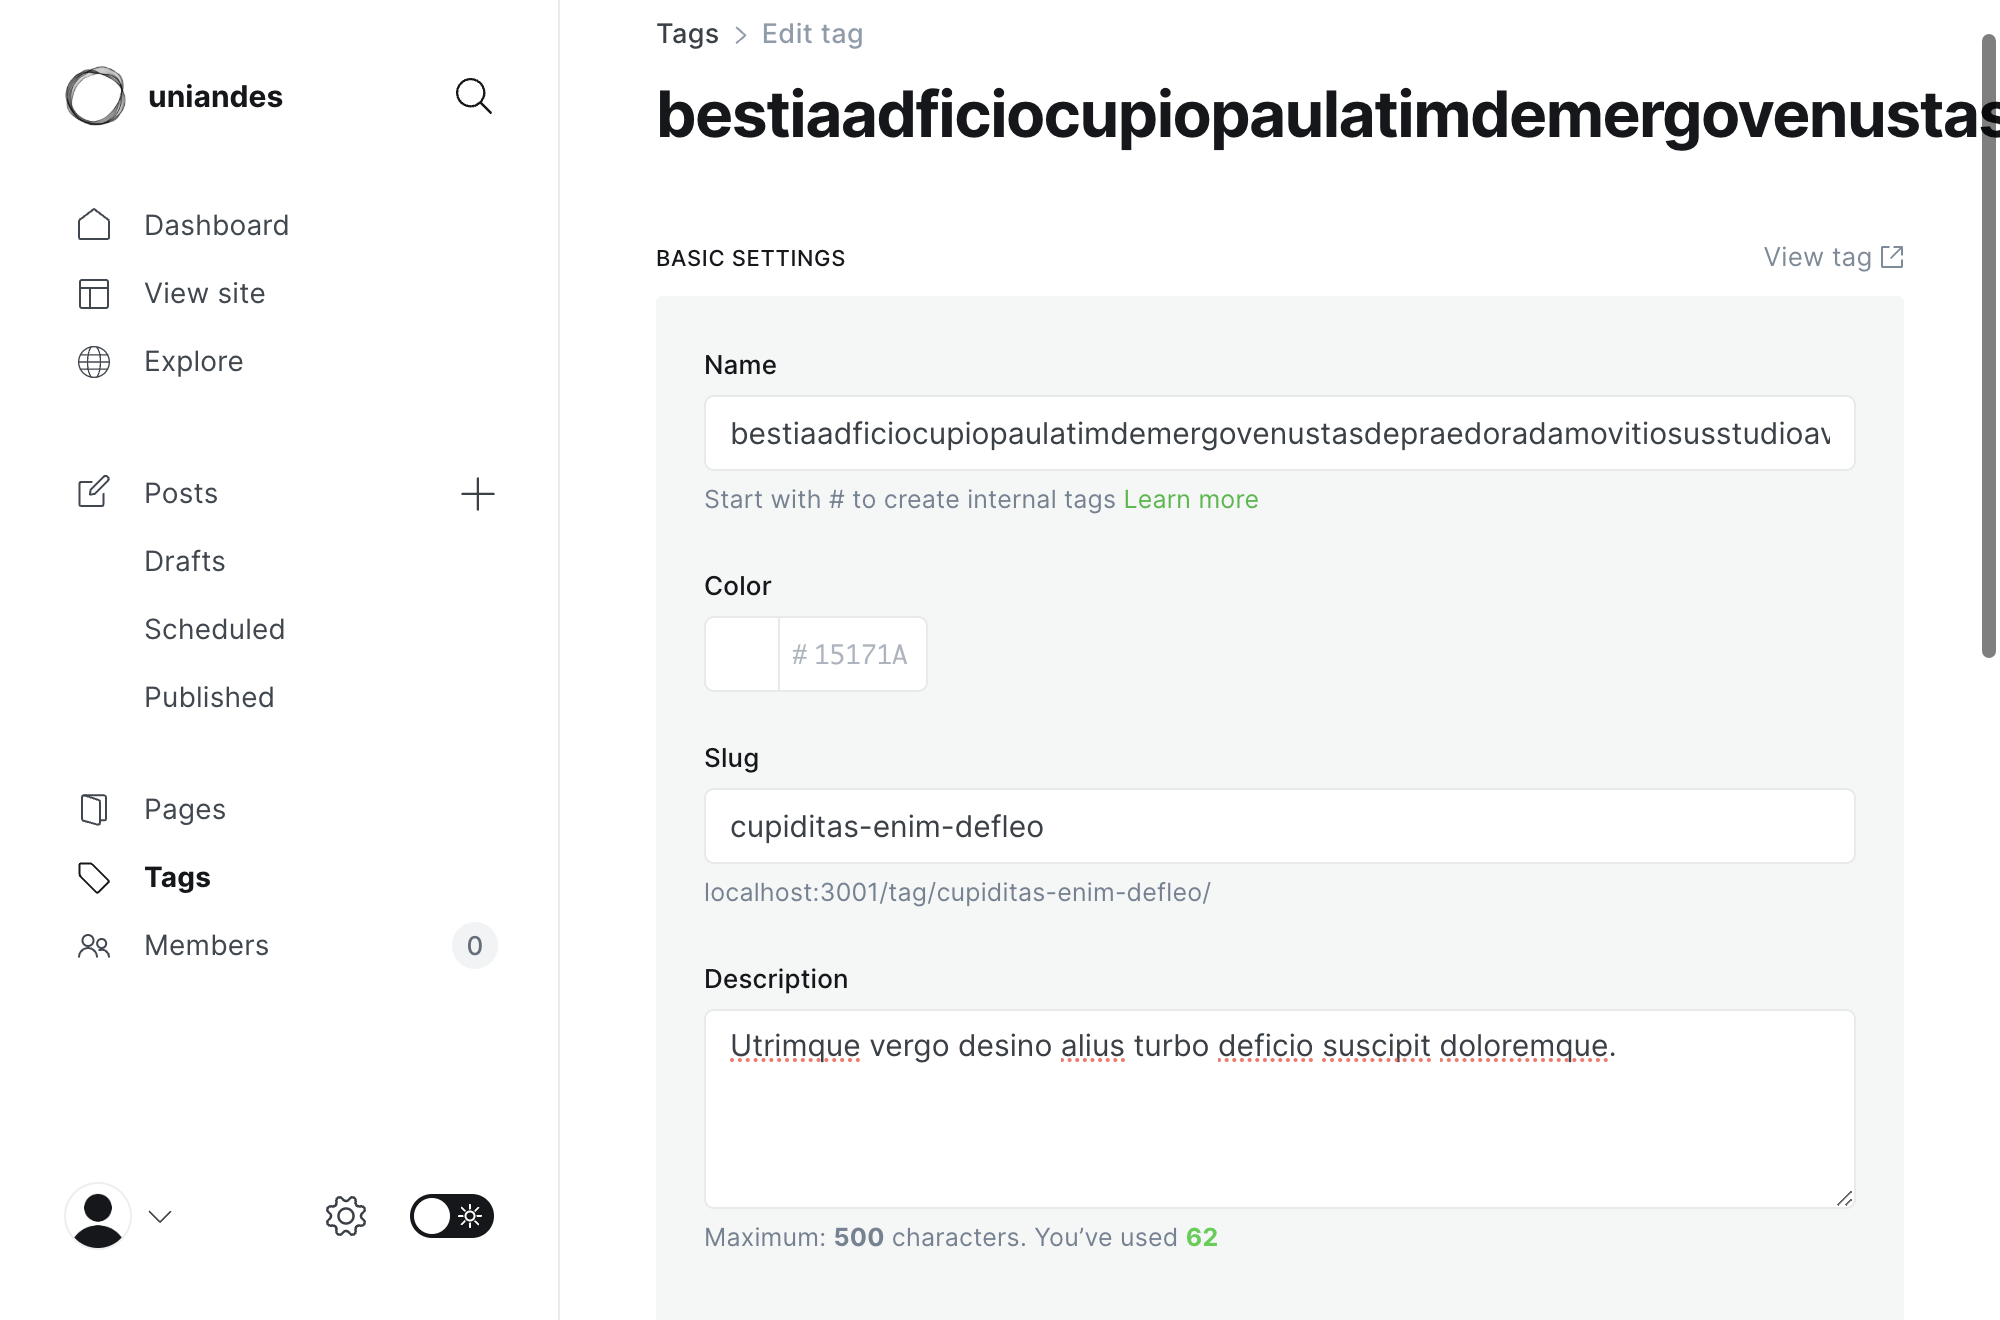 uniandes
Dashboard
View site
Explore
Posts
Drafts
Scheduled
Published
Pages
Tags
Members
0
Tags > Edit tag
bestiaadficiocupiopaulatimdemergovenustas
BASIC SETTINGS
View tag
Name
bestiaadficiocupiopaulatimdemergovenustasdepraedoradamovitiosusstudioav
Start with # to create internal tags Learn more
Color
# 15171A
Slug
cupiditas-enim-defleo
localhost:3001/tag/cupiditas-enim-defleo/
Description
Utrimque vergo desino alius turbo deficio suscipit doloremque.
Maximum: 500 characters. You’ve used 62